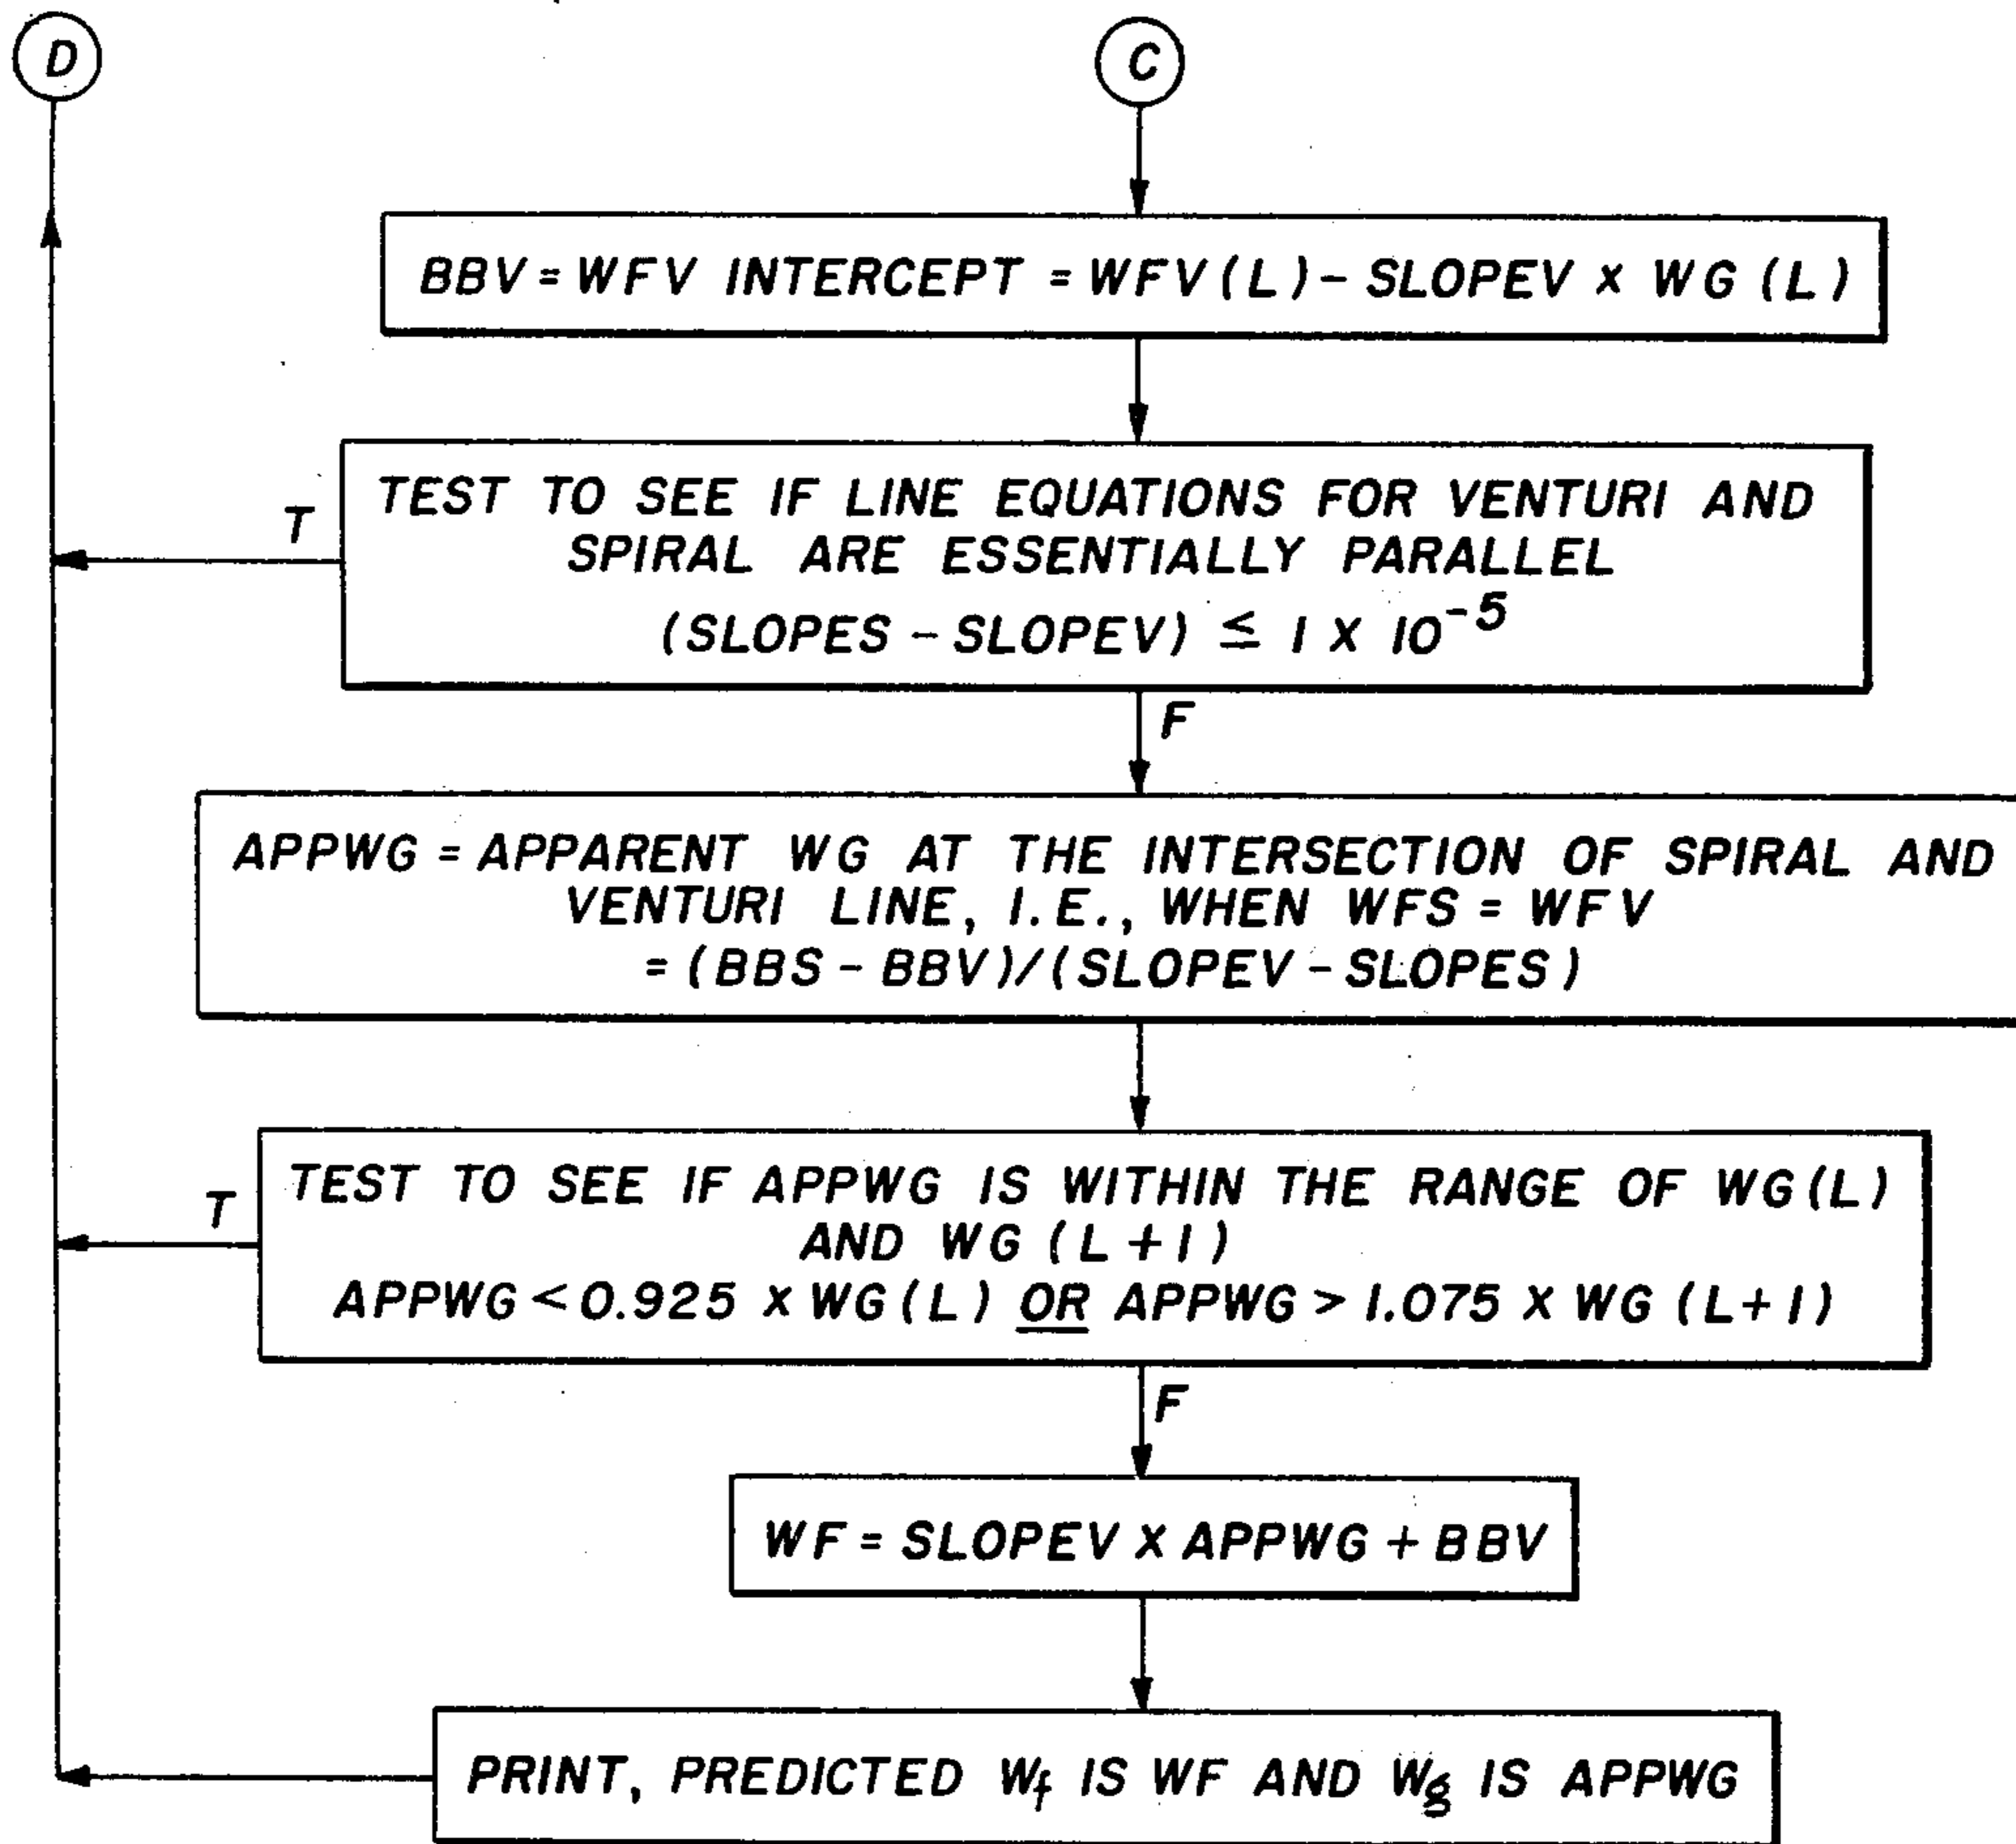 D
C
BBV = WFV INTERCEPT = WFV(L) - SLOPEV x WG (L)
TEST TO SEE IF LINE EQUATIONS FOR VENTURI AND
SPIRAL ARE ESSENTIALLY PARALLEL
(SLOPES - SLOPEV) ≤ 1 X 10⁻⁵
T
F
APPWG = APPARENT WG AT THE INTERSECTION OF SPIRAL AND
VENTURI LINE, I.E., WHEN WFS = WFV
= (BBS - BBV)/(SLOPEV - SLOPES)
TEST TO SEE IF APPWG IS WITHIN THE RANGE OF WG(L)
AND WG (L+1)
APPWG < 0.925 x WG(L) OR APPWG > 1.075 X WG (L+1)
T
F
WF = SLOPEV X APPWG + BBV
PRINT, PREDICTED Wf IS WF AND Wg IS APPWG